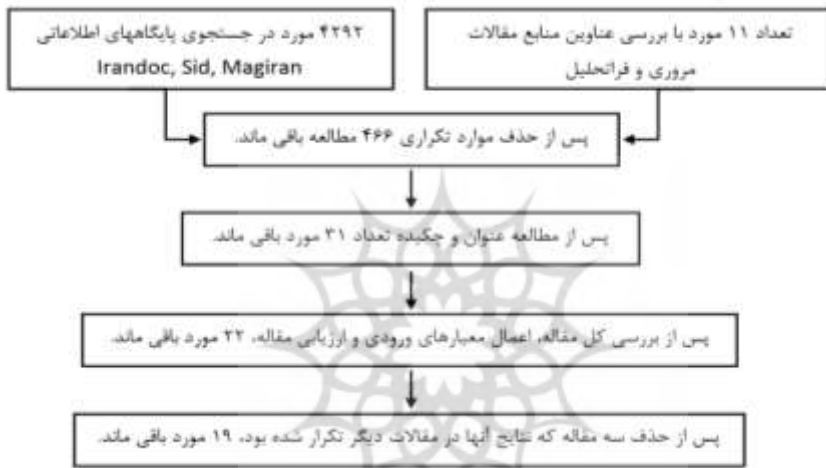 تعداد ۱۱ مورد با بررسی عناوین منابع مقالات
مروری و فراتحلیل
۴۲۹۲ مورد در جستجوی پایگاههای اطلاعاتی
Irandoc, Sid, Magiran
پس از حذف موارد تکراری ۴۶۶ مطالعه باقی ماند.
پس از مطالعه عنوان و چکیده تعداد ۳۱ مورد باقی ماند.
پس از بررسی کل مقاله، اعمال معیارهای ورودی و ارزیابی مقاله، ۲۲ مورد باقی ماند.
پس از حذف سه مقاله که نتایج آنها در مقالات دیگر تکرار شده بود، ۱۹ مورد باقی ماند.